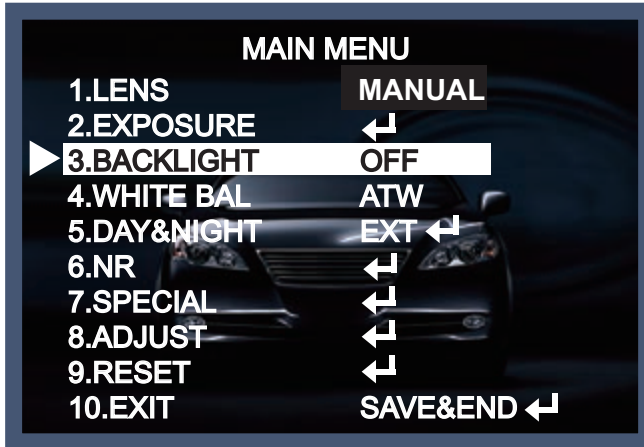 MAIN MENU
1.LENS MANUAL
2.EXPOSURE ↵
3.BACKLIGHT OFF
4.WHITE BAL ATW
5.DAY&NIGHT EXT ↵
6.NR ↵
7.SPECIAL ↵
8.ADJUST ↵
9.RESET ↵
10.EXIT SAVE&END ↵